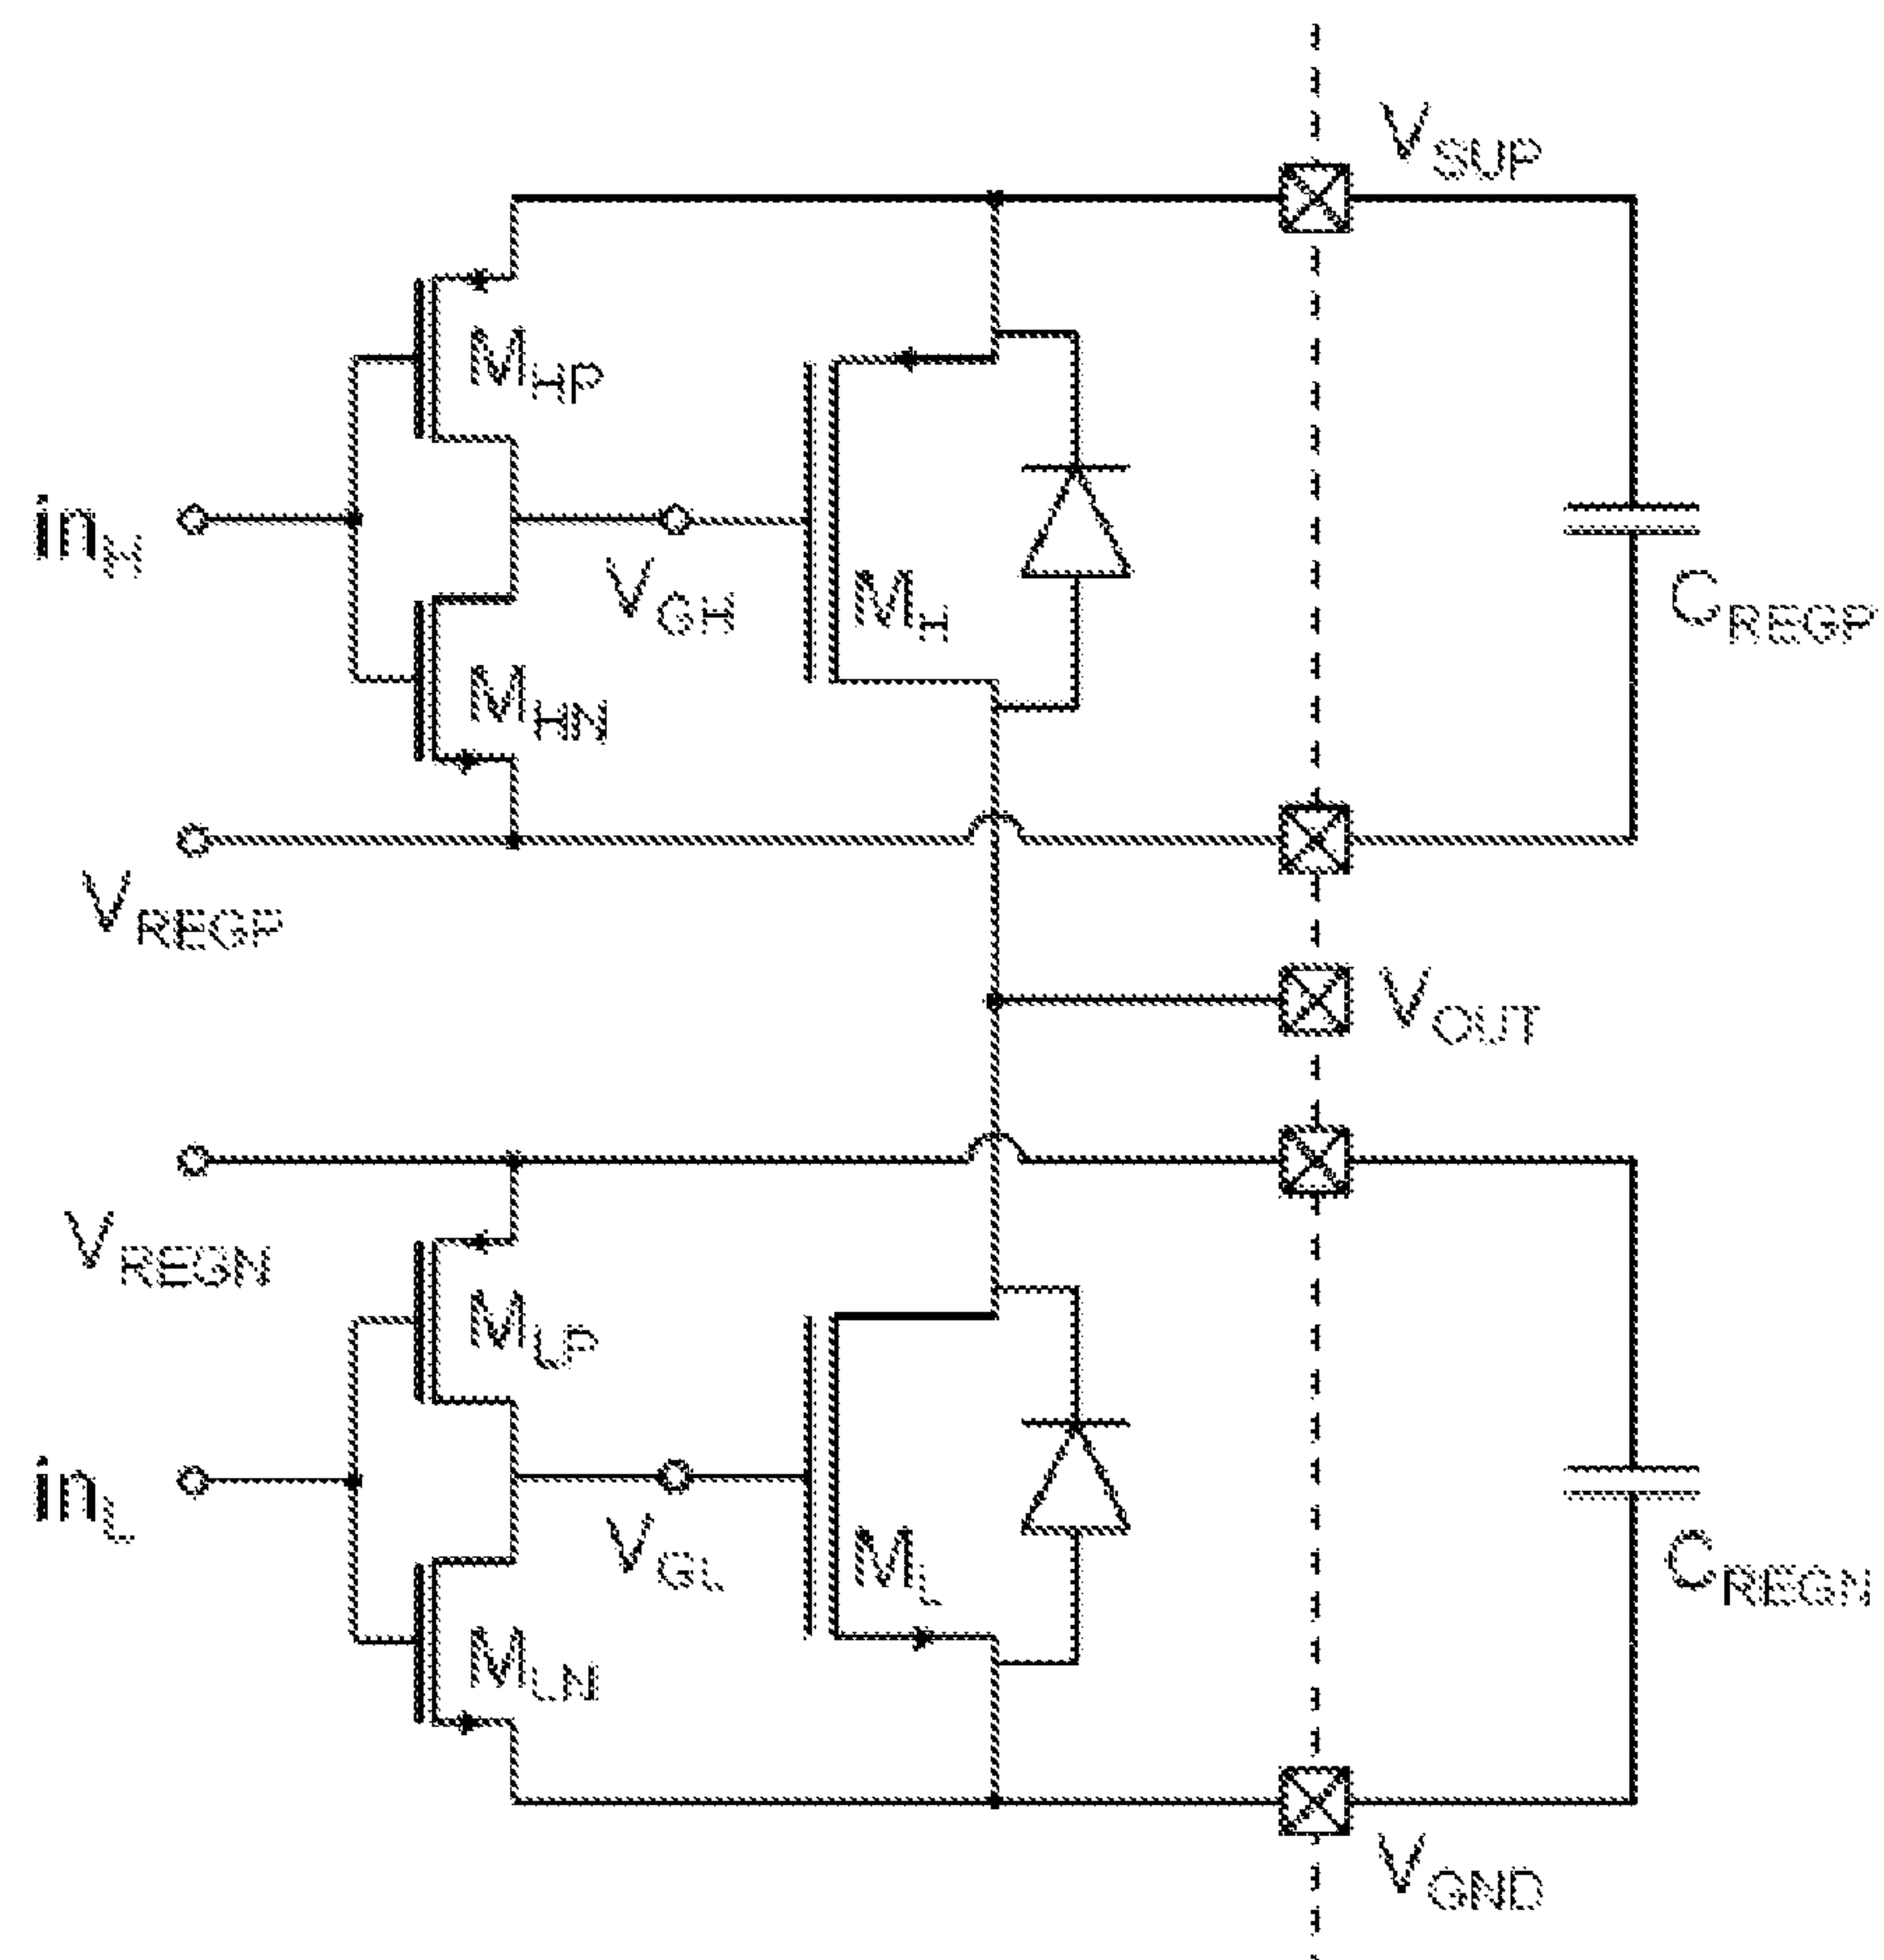 V_SUP
M_HP
in_H
V_GH
M_H
C_REGP
M_HN
V_REGP
V_OUT
V_REGN
M_LP
in_L
V_GL
M_L
C_REGN
M_LN
V_GND